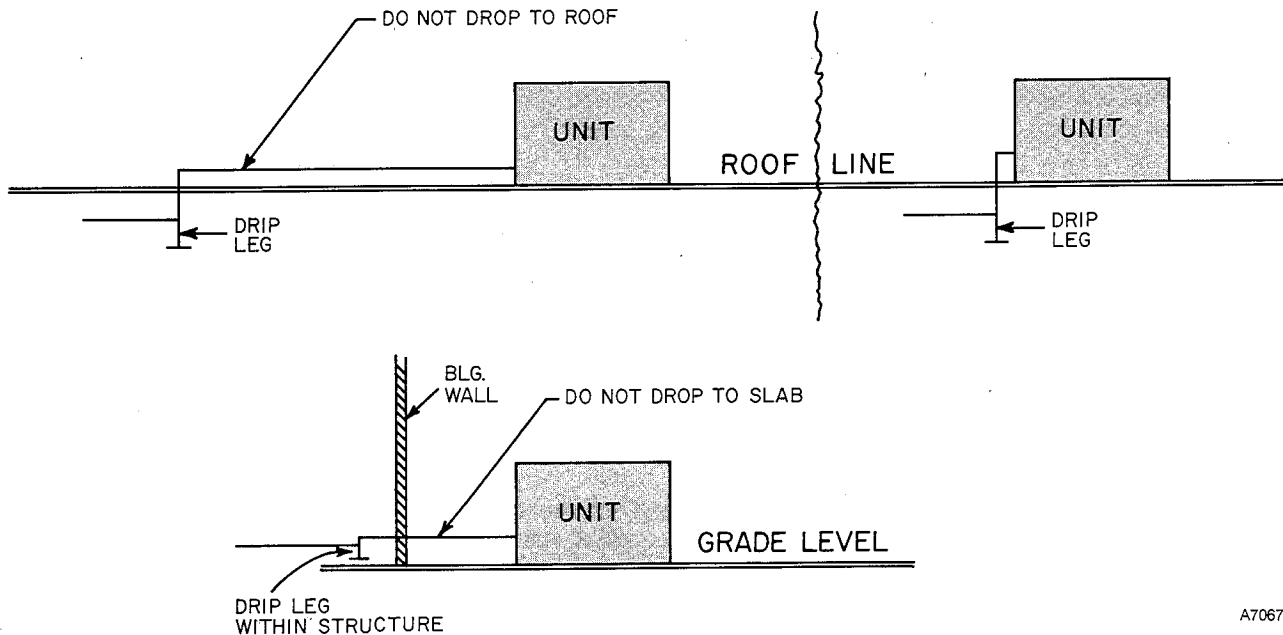 DO NOT DROP TO ROOF
UNIT
UNIT
ROOF LINE
DRIP
LEG
DRIP
LEG
BLG.
WALL
DO NOT DROP TO SLAB
UNIT
GRADE LEVEL
DRIP LEG
WITHIN STRUCTURE
A7067